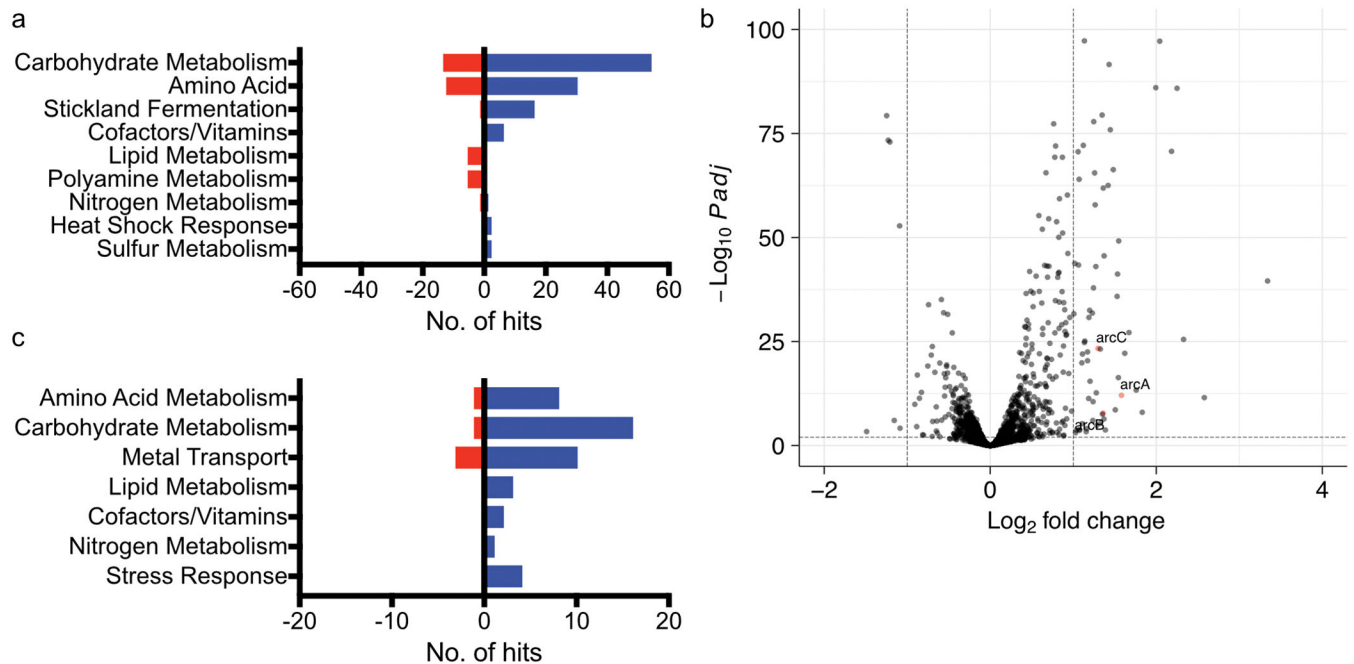 a
Carbohydrate Metabolism
Amino Acid
Stickland Fermentation
Cofactors/Vitamins
Lipid Metabolism
Polyamine Metabolism
Nitrogen Metabolism
Heat Shock Response
Sulfur Metabolism
-60 -40 -20 0 20 40 60
No. of hits
b
100
75
50
25
0
−Log10 Padj
arcC
arcA
arcB
−2 0 2 4
Log2 fold change
c
Amino Acid Metabolism
Carbohydrate Metabolism
Metal Transport
Lipid Metabolism
Cofactors/Vitamins
Nitrogen Metabolism
Stress Response
-20 -10 0 10 20
No. of hits